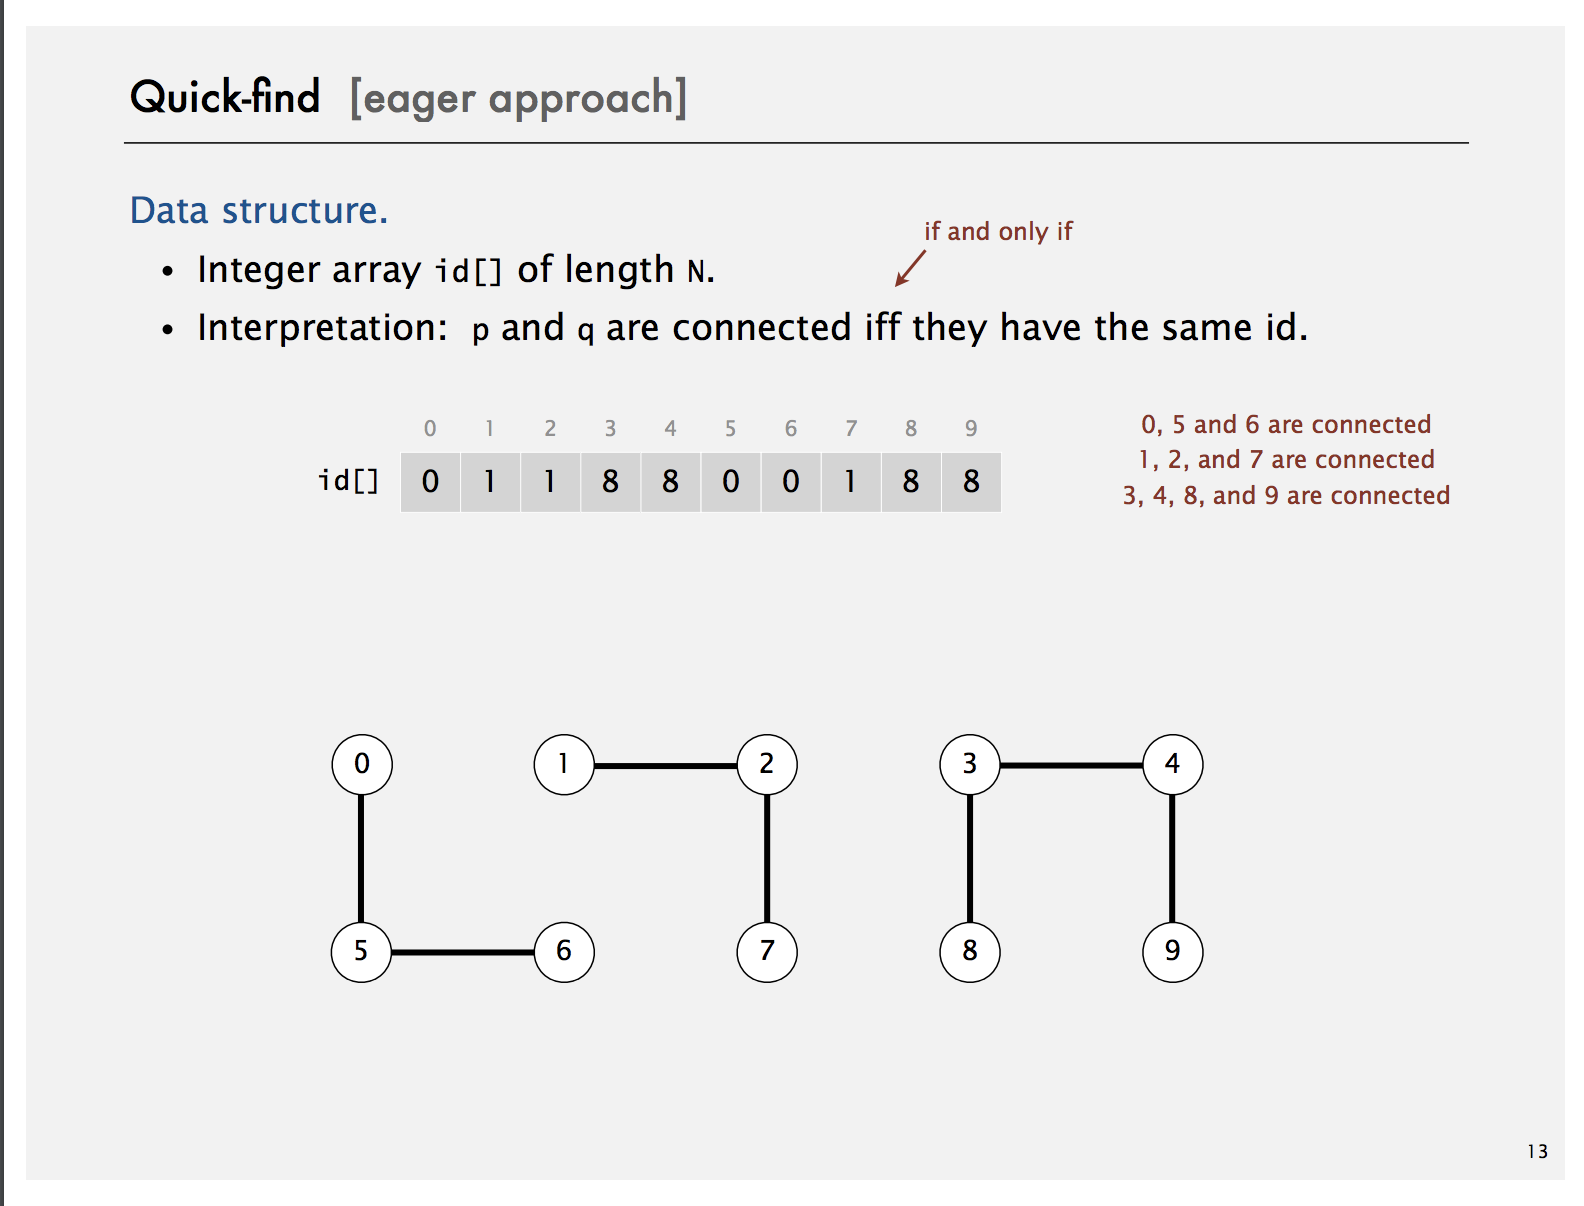 Quick-find [eager approach]
Data structure.
if and only if
• Integer array id[] of length N.
• Interpretation: p and q are connected iff they have the same id.
0 1 2 3 4 5 6 7 8 9
id[] 0 1 1 8 8 0 0 1 8 8
0, 5 and 6 are connected
1, 2, and 7 are connected
3, 4, 8, and 9 are connected
0 1 2 3 4
5 6 7 8 9
13